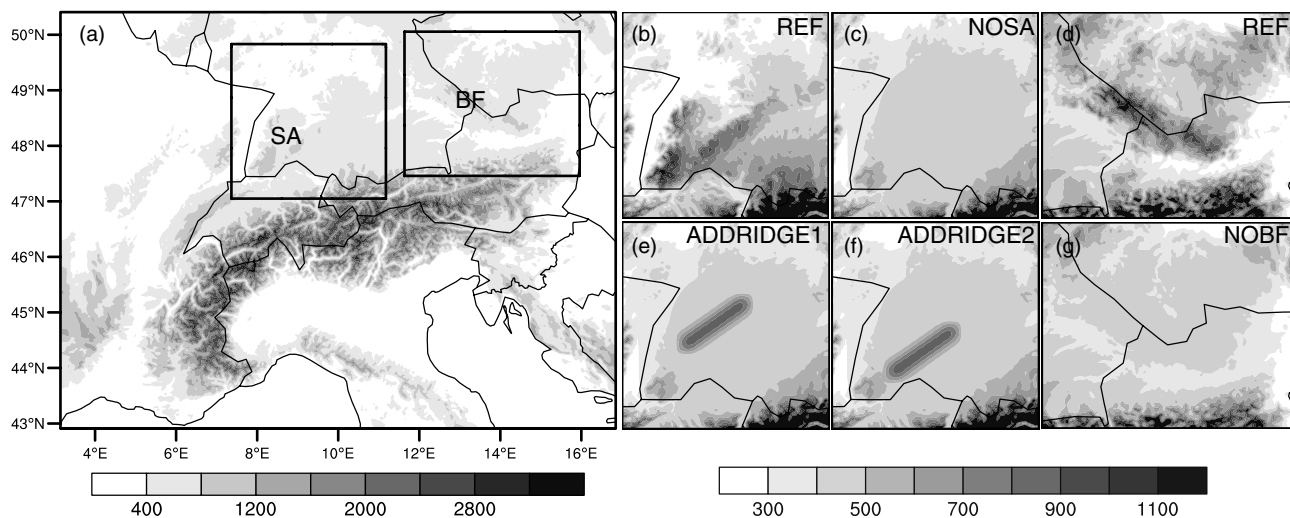 (a)
50°N
49°N
48°N
47°N
46°N
45°N
44°N
43°N
SA
BF
4°E 6°E 8°E 10°E 12°E 14°E 16°E
400 1200 2000 2800
(b) REF
(c) NOSA
(d) REF
(e) ADDRIDGE1
(f) ADDRIDGE2
(g) NOBF
300 500 700 900 1100